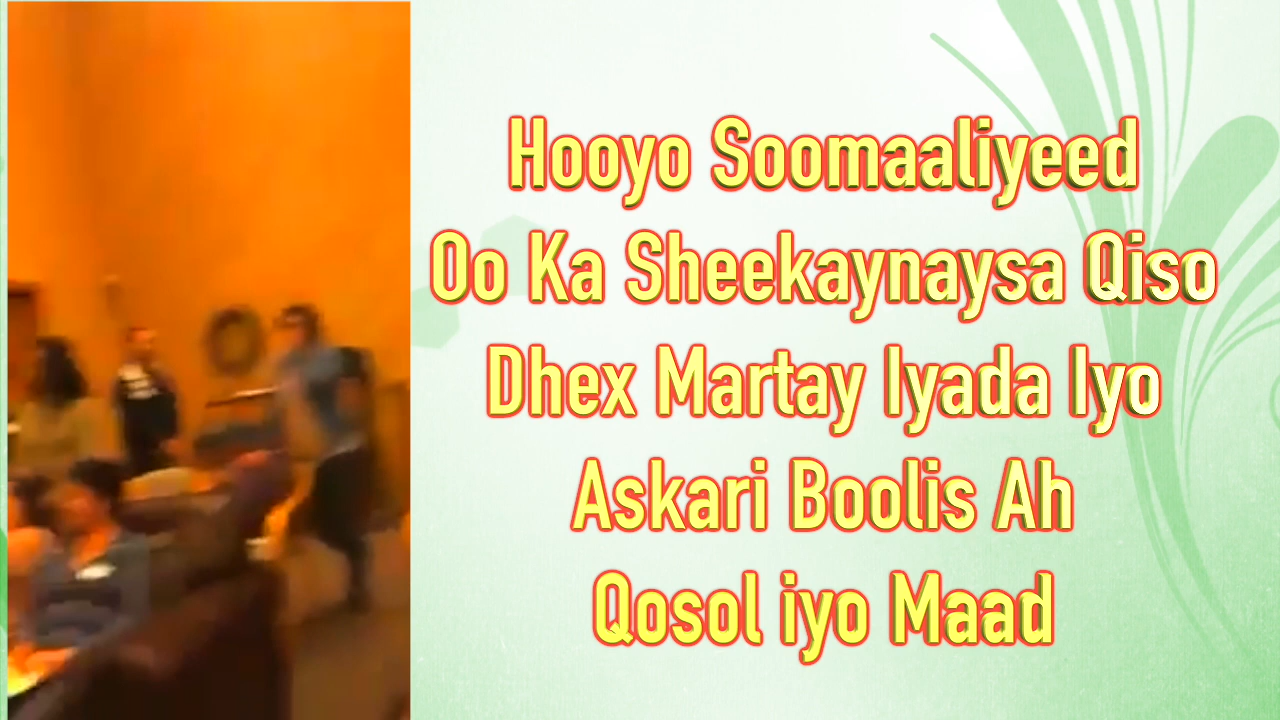 Hooyo Soomaaliyeed
Oo Ka Sheekaynaysa Qiso
Dhex Martay Iyada Iyo
Askari Boolis Ah
Qosol iyo Maad